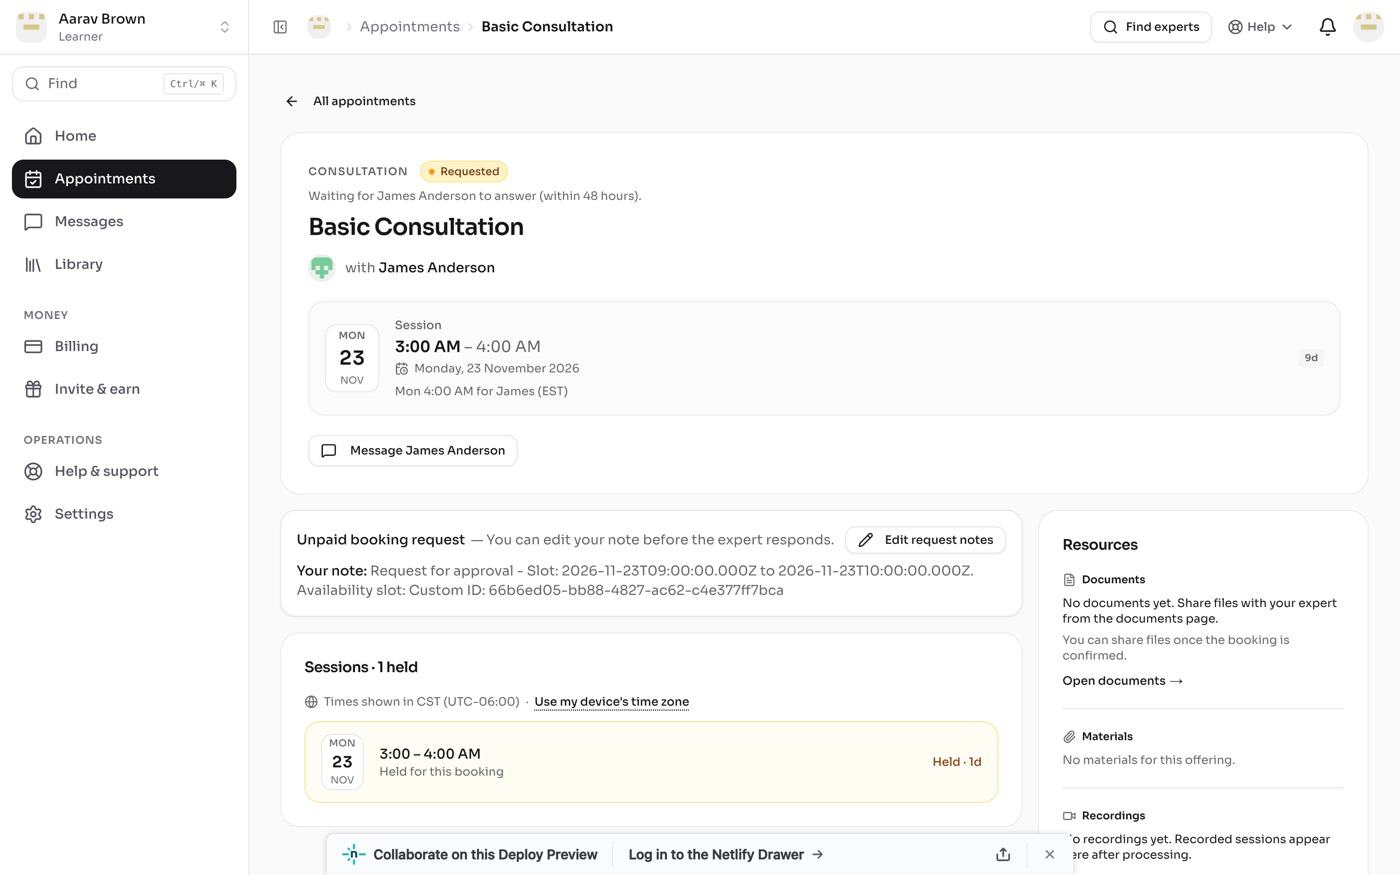 Aarav Brown
Learner
Find
Ctrl/⌘ K
Home
Appointments
Messages
Library
MONEY
Billing
Invite & earn
OPERATIONS
Help & support
Settings
Appointments
Basic Consultation
Find experts
Help
All appointments
CONSULTATION
Requested
Waiting for James Anderson to answer (within 48 hours).
Basic Consultation
with James Anderson
MON
23
NOV
Session
3:00 AM – 4:00 AM
Monday, 23 November 2026
Mon 4:00 AM for James (EST)
9d
Message James Anderson
Unpaid booking request — You can edit your note before the expert responds.
Edit request notes
Your note: Request for approval - Slot: 2026-11-23T09:00:00.000Z to 2026-11-23T10:00:00.000Z.
Availability slot: Custom ID: 66b6ed05-bb88-4827-ac62-c4e377ff7bca
Sessions · 1 held
Times shown in CST (UTC-06:00) · Use my device's time zone
MON
23
NOV
3:00 – 4:00 AM
Held for this booking
Held · 1d
Resources
Documents
No documents yet. Share files with your expert
from the documents page.
You can share files once the booking is
confirmed.
Open documents →
Materials
No materials for this offering.
Recordings
recordings yet. Recorded sessions appear
after processing.
Collaborate on this Deploy Preview
Log in to the Netlify Drawer →